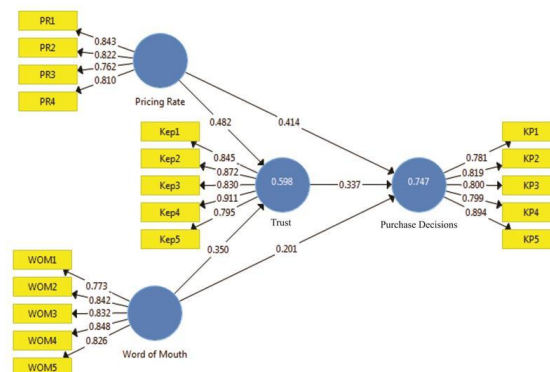 PR1
PR2
PR3
PR4
0.843
0.822
0.762
0.810
Pricing Rate
0.482
0.414
Kep1
Kep2
Kep3
Kep4
Kep5
0.845
0.872
0.830
0.911
0.795
0.598
Trust
0.337
0.747
Purchase Decisions
0.781
0.819
0.800
0.799
0.894
KP1
KP2
KP3
KP4
KP5
0.350
0.201
WOM1
WOM2
WOM3
WOM4
WOM5
0.773
0.842
0.832
0.848
0.826
Word of Mouth